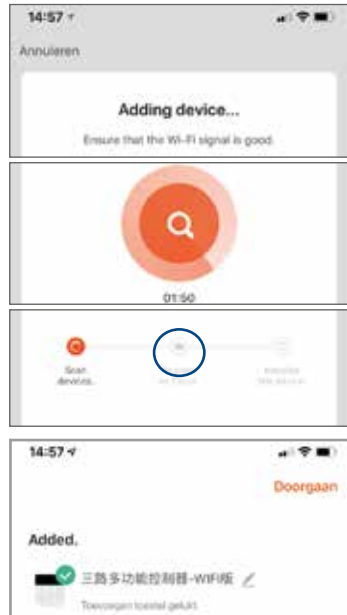 14:57
Annuleren
Adding device...
Ensure that the Wi-Fi signal is good.
01:50
Scan
devices.
14:57
Doorgaan
Added.
三路多功能控制器-WIFI版
Toevoegen toestel gelukt